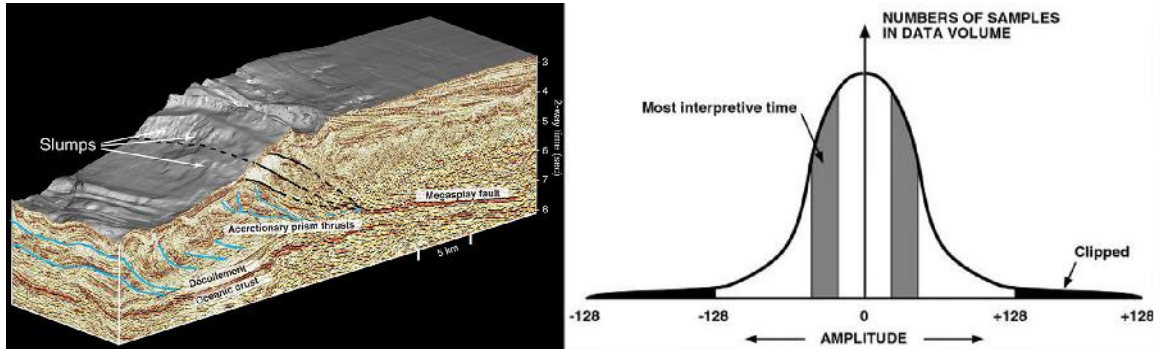 Slumps
3
4
5
6
7
8
2-way time (sec)
Megasplay fault
Accretionary prism thrusts
5 km
Décollement
Oceanic crust
NUMBERS OF SAMPLES
IN DATA VOLUME
Most interpretive time
Clipped
-128
-128
0
+128
+128
AMPLITUDE